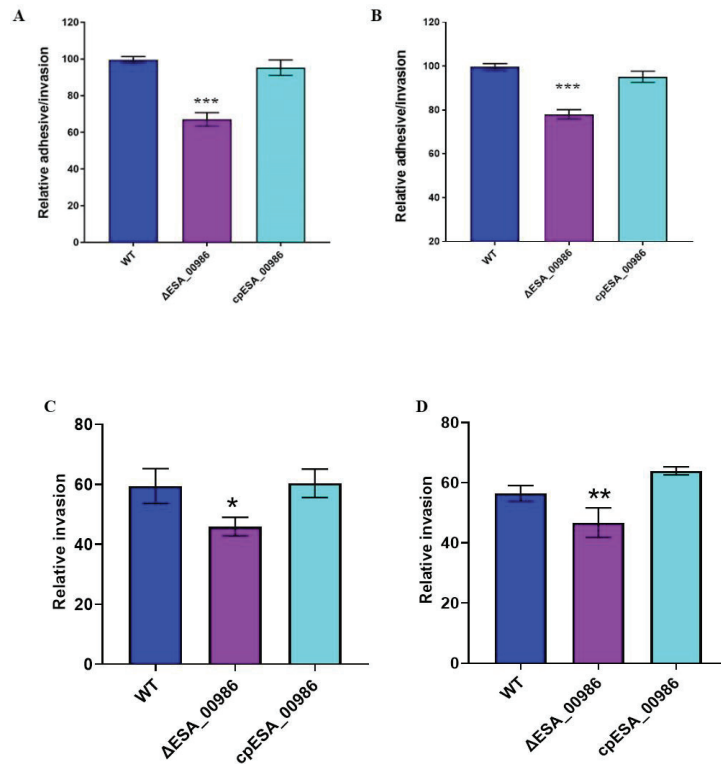 A
Relative adhesive/invasion
120
100
80
60
40
20
0
***
WT
ΔESA_00986
cpESA_00986
B
Relative adhesive/invasion
120
100
80
60
40
20
***
WT
ΔESA_00986
cpESA_00986
C
Relative invasion
80
60
40
20
0
*
WT
ΔESA_00986
cpESA_00986
D
Relative invasion
80
60
40
20
0
**
WT
ΔESA_00986
cpESA_00986